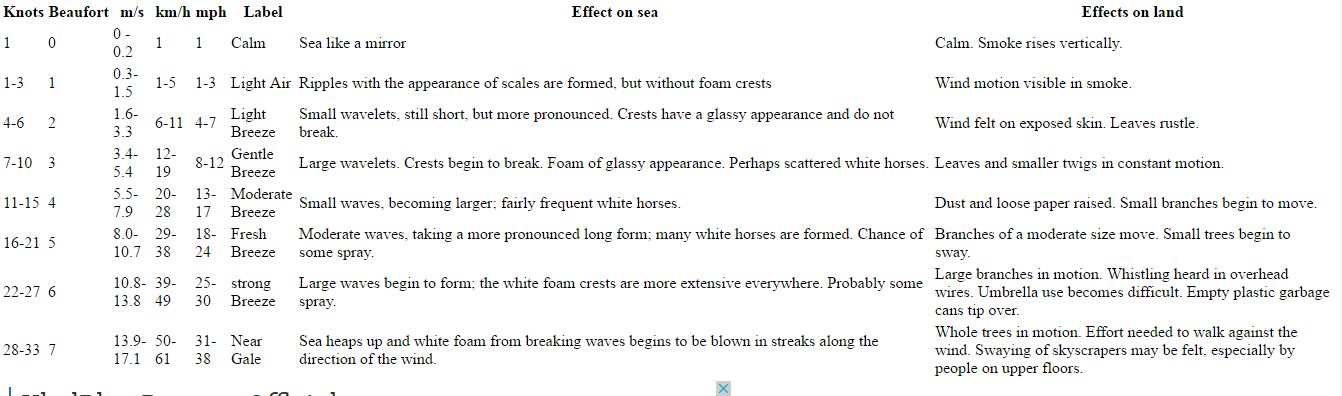 Knots Beaufort m/s km/h mph Label Effect on sea Effects on land
1 0 0 - 0.2 1 1 Calm Sea like a mirror Calm. Smoke rises vertically.
1-3 1 0.3- 1.5 1-5 1-3 Light Air Ripples with the appearance of scales are formed, but without foam crests Wind motion visible in smoke.
4-6 2 1.6- 3.3 6-11 4-7 Light Breeze Small wavelets, still short, but more pronounced. Crests have a glassy appearance and do not break. Wind felt on exposed skin. Leaves rustle.
7-10 3 3.4- 5.4 12- 19 8-12 Gentle Breeze Large wavelets. Crests begin to break. Foam of glassy appearance. Perhaps scattered white horses. Leaves and smaller twigs in constant motion.
11-15 4 5.5- 7.9 20- 28 13- 17 Moderate Breeze Small waves, becoming larger; fairly frequent white horses. Dust and loose paper raised. Small branches begin to move.
16-21 5 8.0- 10.7 29- 38 18- 24 Fresh Breeze Moderate waves, taking a more pronounced long form; many white horses are formed. Chance of some spray. Branches of a moderate size move. Small trees begin to sway.
22-27 6 10.8- 13.8 39- 49 25- 30 strong Breeze Large waves begin to form; the white foam crests are more extensive everywhere. Probably some spray. Large branches in motion. Whistling heard in overhead wires. Umbrella use becomes difficult. Empty plastic garbage cans tip over.
28-33 7 13.9- 17.1 50- 61 31- 38 Near Gale Sea heaps up and white foam from breaking waves begins to be blown in streaks along the direction of the wind. Whole trees in motion. Effort needed to walk against the wind. Swaying of skyscrapers may be felt, especially by people on upper floors.